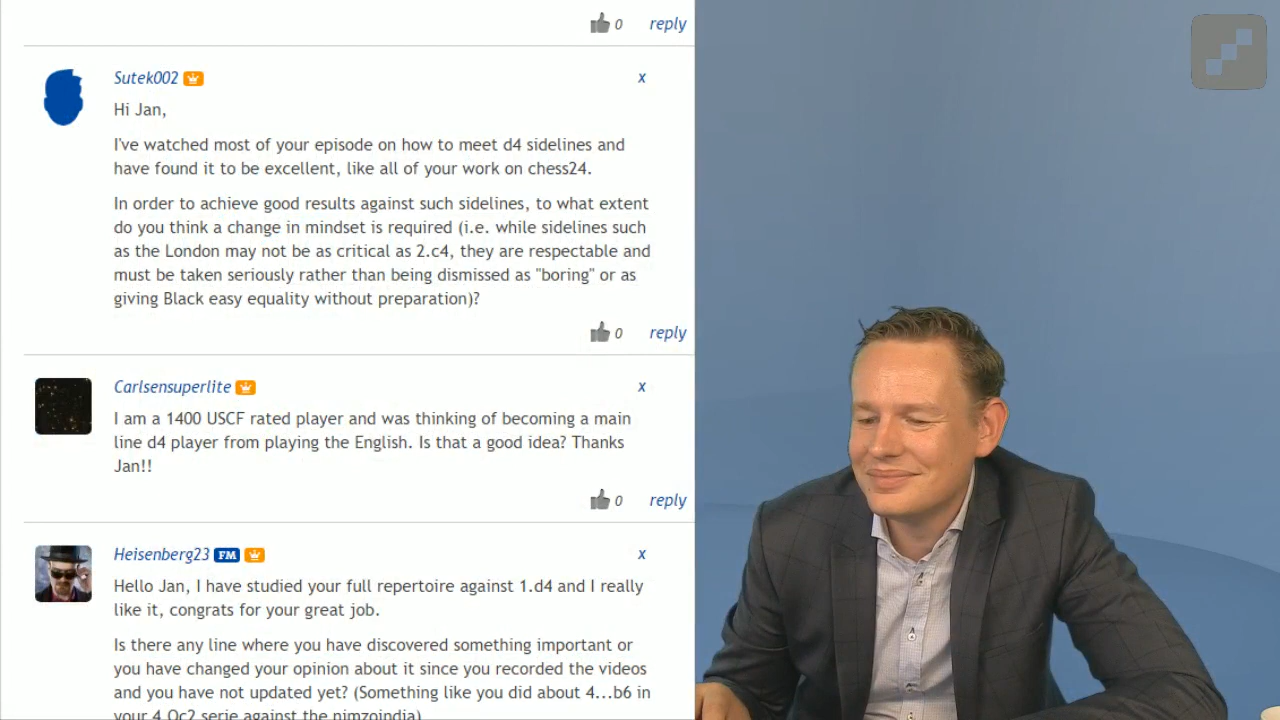 0 reply
Sutek002
x
Hi Jan,
I've watched most of your episode on how to meet d4 sidelines and
have found it to be excellent, like all of your work on chess24.
In order to achieve good results against such sidelines, to what extent
do you think a change in mindset is required (i.e. while sidelines such
as the London may not be as critical as 2.c4, they are respectable and
must be taken seriously rather than being dismissed as "boring" or as
giving Black easy equality without preparation)?
0 reply
Carlsensuperlite
x
I am a 1400 USCF rated player and was thinking of becoming a main
line d4 player from playing the English. Is that a good idea? Thanks
Jan!!
0 reply
Heisenberg23 FM
x
Hello Jan, I have studied your full repertoire against 1.d4 and I really
like it, congrats for your great job.
Is there any line where you have discovered something important or
you have changed your opinion about it since you recorded the videos
and you have not updated yet? (Something like you did about 4...b6 in
your 4.Qc2 serie against the nimzoindia)